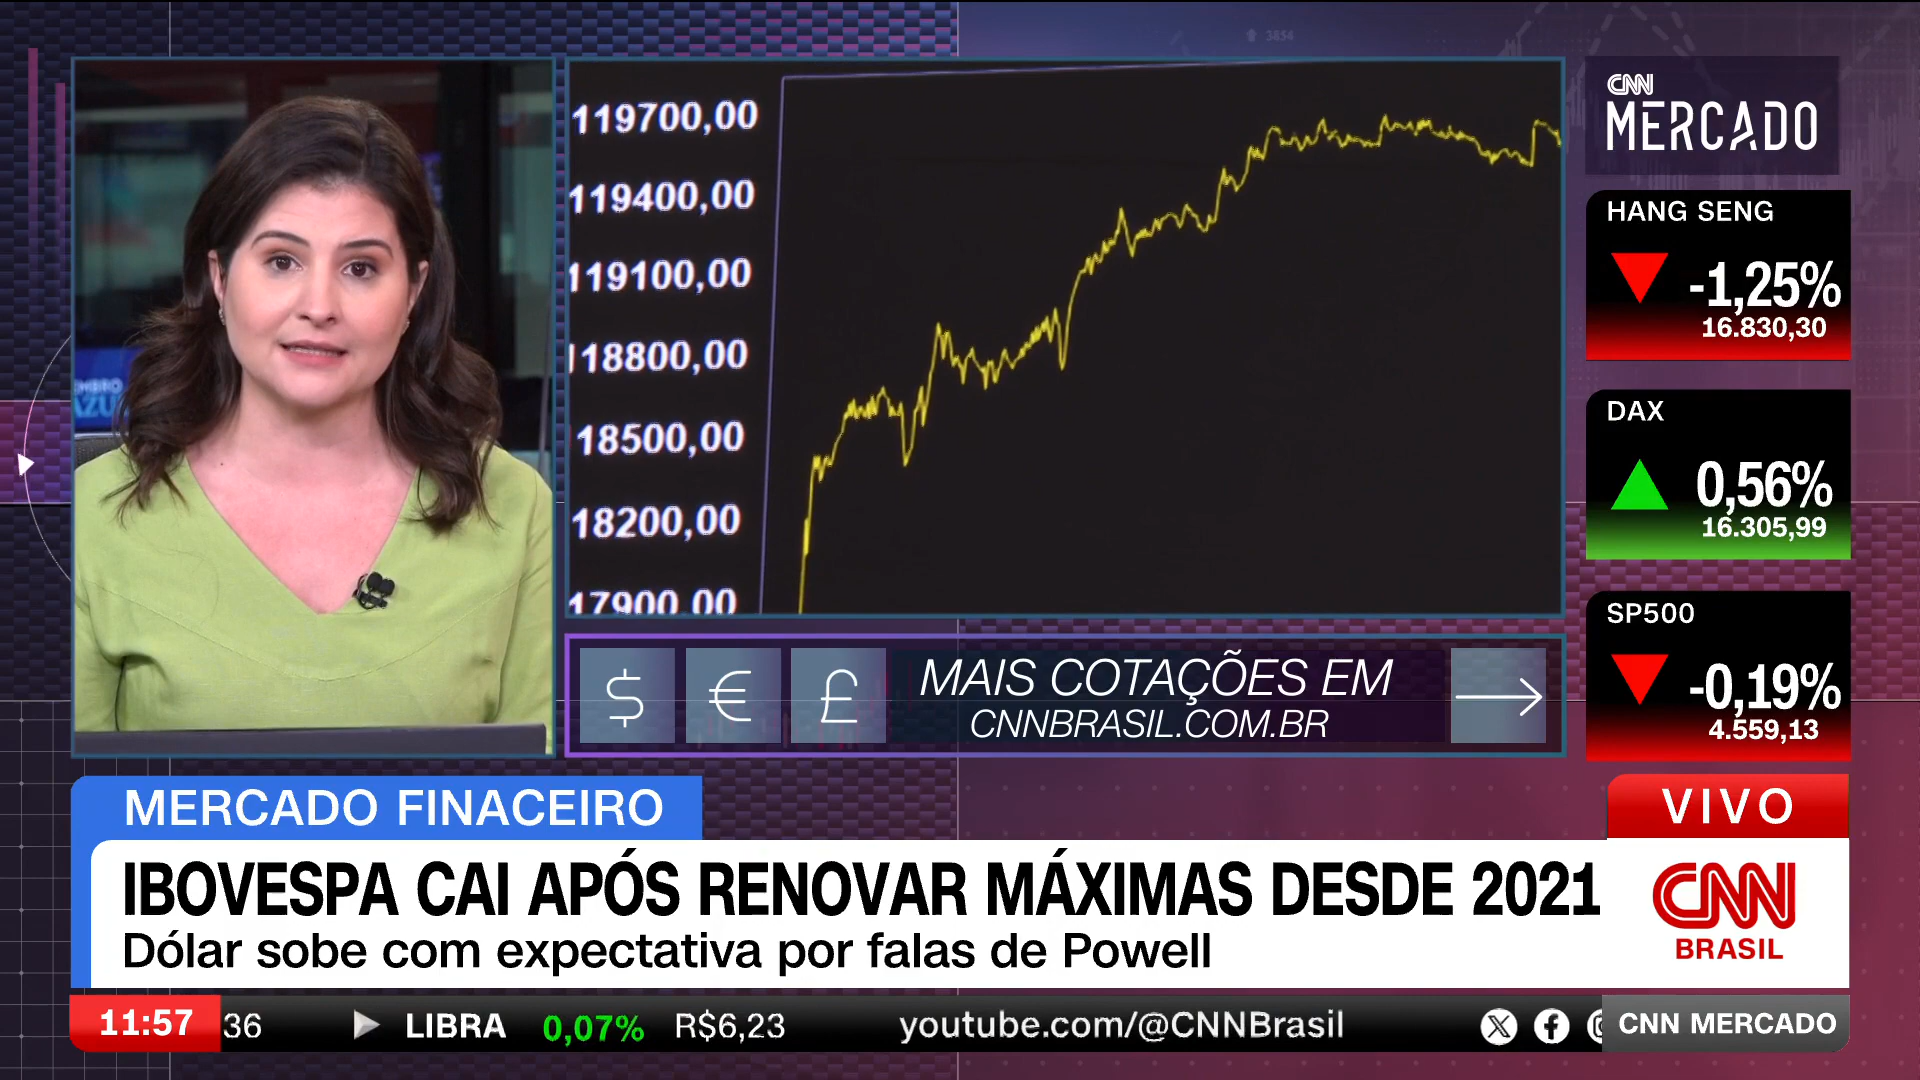 3854
119700,00
119400,00
119100,00
118800,00
18500,00
18200,00
17900,00
CNN
MERCADO
HANG SENG
-1,25%
16.830,30
DAX
0,56%
16.305,99
SP500
-0,19%
4.559,13
AZU
$ € £ MAIS COTAÇÕES EM
CNNBRASIL.COM.BR
MERCADO FINACEIRO
VIVO
IBOVESPA CAI APÓS RENOVAR MÁXIMAS DESDE 2021
Dólar sobe com expectativa por falas de Powell
CNN
BRASIL
11:57 36 LIBRA 0,07% R$6,23 youtube.com/@CNNBrasil CNN MERCADO